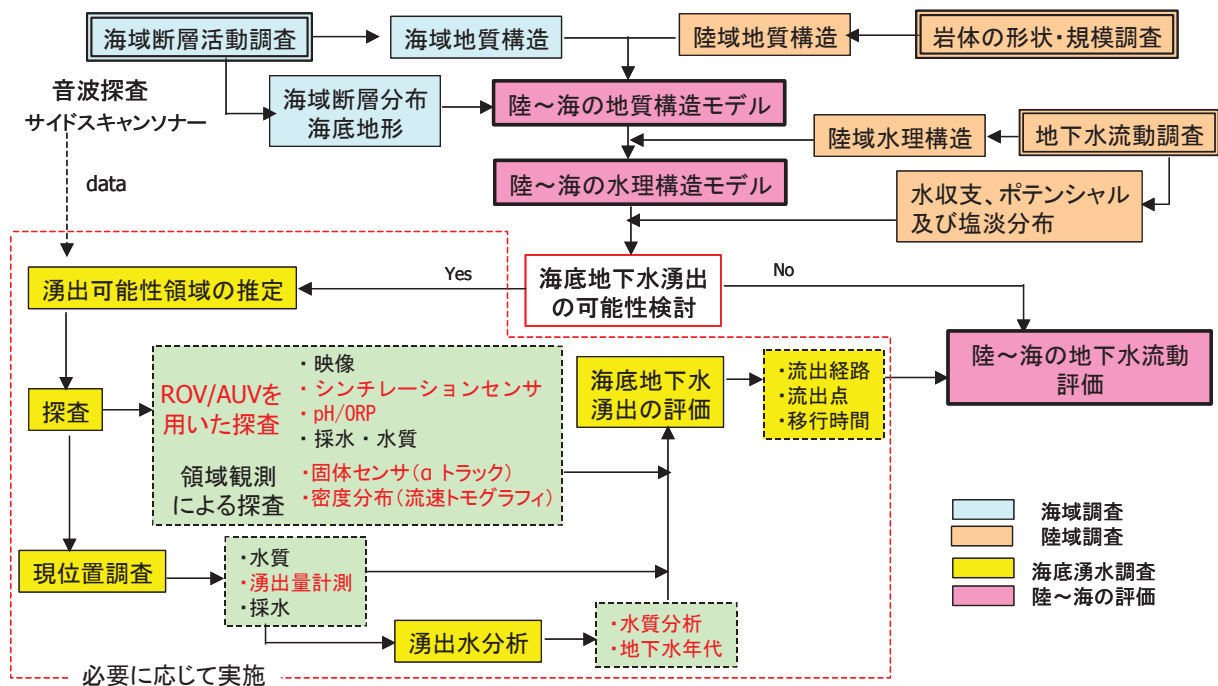 海域断層活動調査
海域地質構造
陸域地質構造
岩体の形状・規模調査
音波探査
サイドスキャンソナー
海域断層分布
海底地形
陸～海の地質構造モデル
陸域水理構造
地下水流動調査
data
陸～海の水理構造モデル
水収支、ポテンシャル
及び塩淡分布
湧出可能性領域の推定
Yes
海底地下水湧出
の可能性検討
No
陸～海の地下水流動
評価
探査
ROV/AUVを
用いた探査
・映像
・シンチレーションセンサ
・pH/ORP
・採水・水質
領域観測
による探査
・固体センサ(α トラック)
・密度分布(流速トモグラフィ)
海底地下水
湧出の評価
・流出経路
・流出点
・移行時間
現位置調査
・水質
・湧出量計測
・採水
湧出水分析
・水質分析
・地下水年代
必要に応じて実施
海域調査
陸域調査
海底湧水調査
陸～海の評価